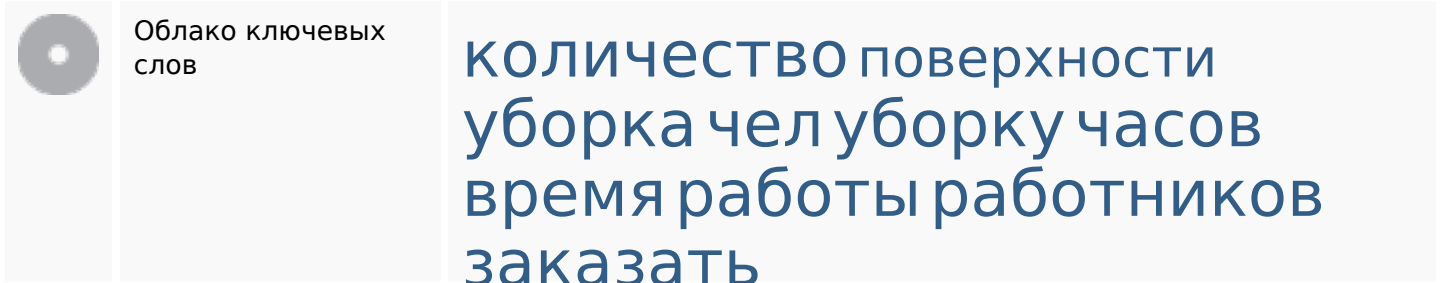 Облако ключевых
слов
количество поверхности
уборка чел уборку часов
время работы работников
заказать